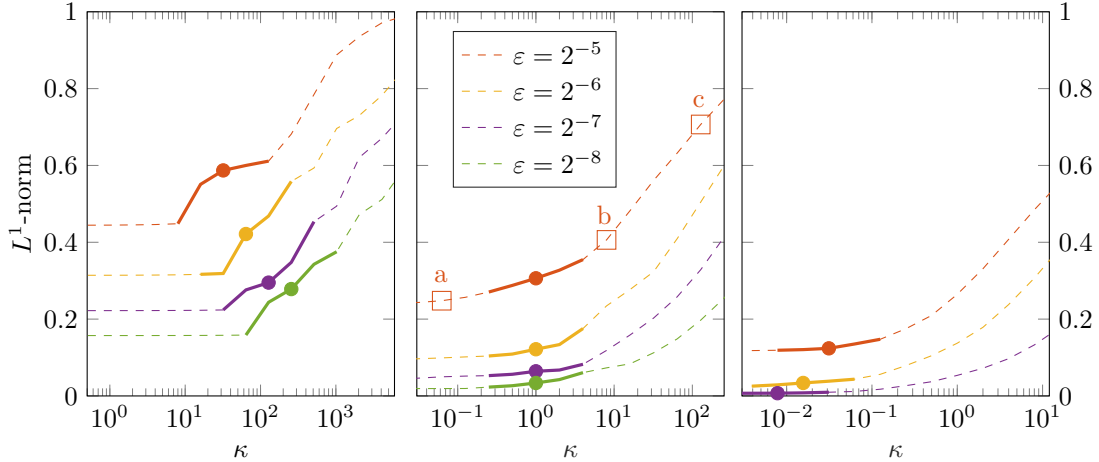 1
0.8
0.6
0.4
0.2
0
L¹-norm
10⁰ 10¹ 10² 10³
κ
ε = 2⁻⁵
ε = 2⁻⁶
ε = 2⁻⁷
ε = 2⁻⁸
a
b
c
10⁻¹ 10⁰ 10¹ 10²
κ
10⁻² 10⁻¹ 10⁰ 10¹
κ
1
0.8
0.6
0.4
0.2
0